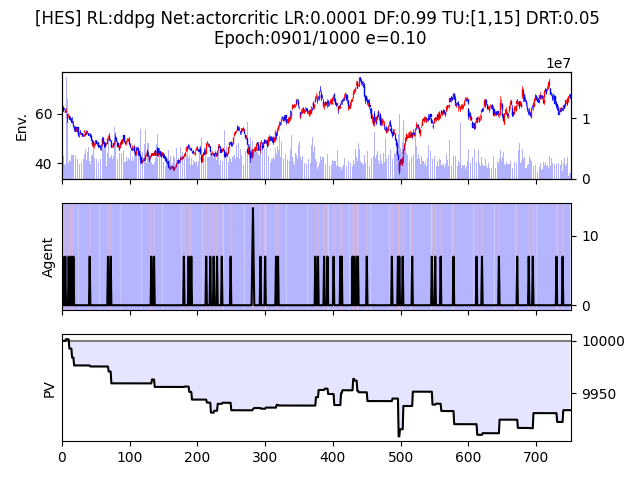 [HES] RL:ddpg Net:actorcritic LR:0.0001 DF:0.99 TU:[1,15] DRT:0.05
Epoch:0901/1000 e=0.10
1e7
Env.
60
40
1
0
Agent
10
0
PV
10000
9950
0 100 200 300 400 500 600 700